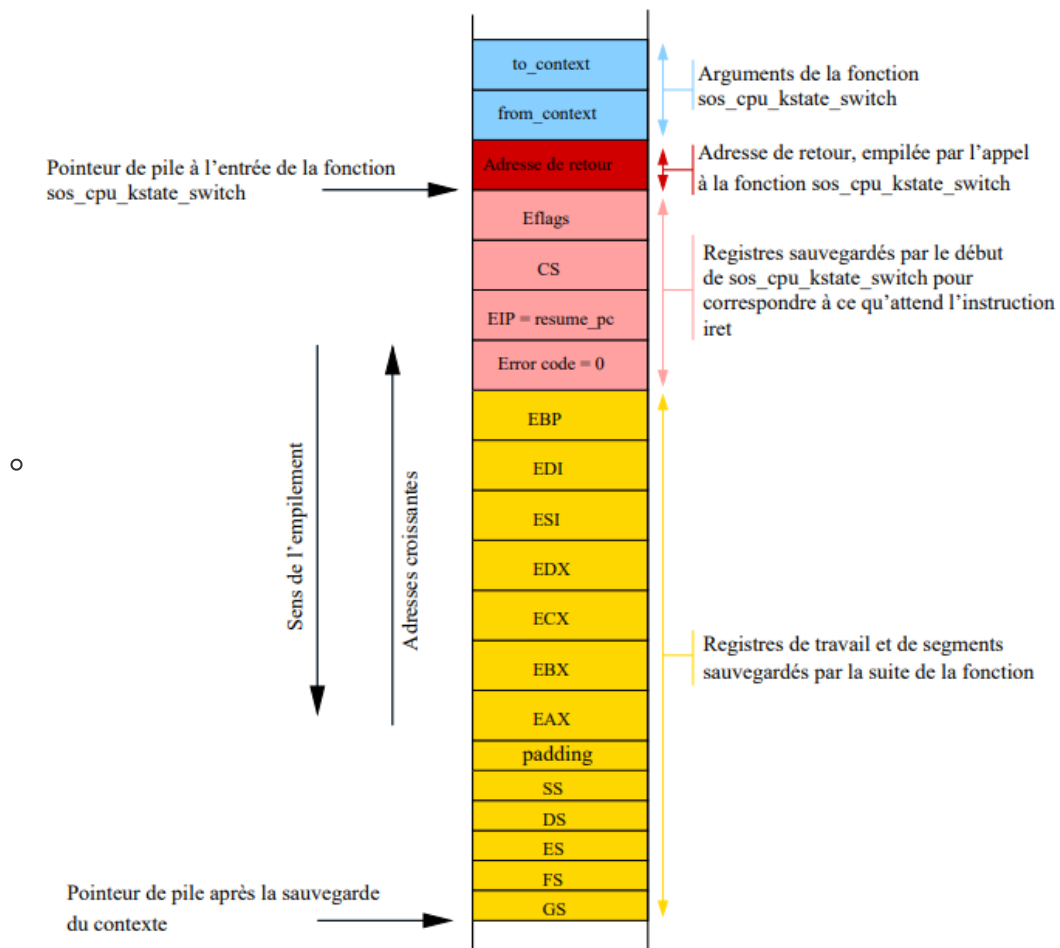 to_context
from_context
Arguments de la fonction
sos_cpu_kstate_switch
Adresse de retour
Adresse de retour, empilée par l'appel
à la fonction sos_cpu_kstate_switch
Pointeur de pile à l'entrée de la fonction
sos_cpu_kstate_switch
Eflags
CS
EIP = resume_pc
Error code = 0
Registres sauvegardés par le début
de sos_cpu_kstate_switch pour
correspondre à ce qu'attend l'instruction
iret
Sens de l'empilement
Adresses croissantes
EBP
EDI
ESI
EDX
ECX
EBX
EAX
padding
SS
DS
ES
FS
GS
Registres de travail et de segments
sauvegardés par la suite de la fonction
Pointeur de pile après la sauvegarde
du contexte